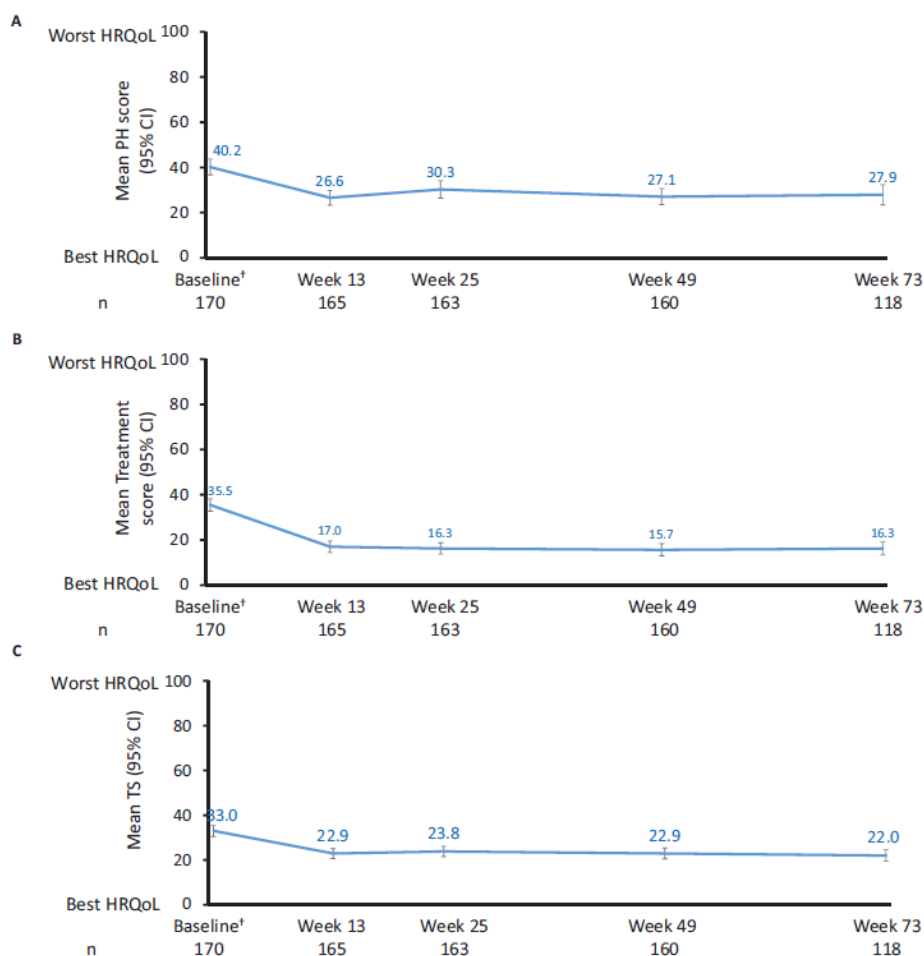 A
Worst HRQoL 100
80
60
40
20
0
Best HRQoL
Mean PH score
(95% CI)
40.2
26.6
30.3
27.1
27.9
Baseline† Week 13 Week 25 Week 49 Week 73
n 170 165 163 160 118
B
Worst HRQoL 100
80
60
40
20
0
Best HRQoL
Mean Treatment
score (95% CI)
35.5
17.0
16.3
15.7
16.3
Baseline† Week 13 Week 25 Week 49 Week 73
n 170 165 163 160 118
C
Worst HRQoL 100
80
60
40
20
0
Best HRQoL
Mean TS (95% CI)
33.0
22.9
23.8
22.9
22.0
Baseline† Week 13 Week 25 Week 49 Week 73
n 170 165 163 160 118